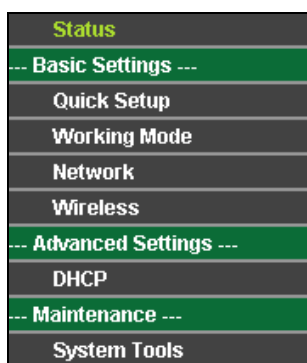 Status
--- Basic Settings ---
Quick Setup
Working Mode
Network
Wireless
--- Advanced Settings ---
DHCP
--- Maintenance ---
System Tools